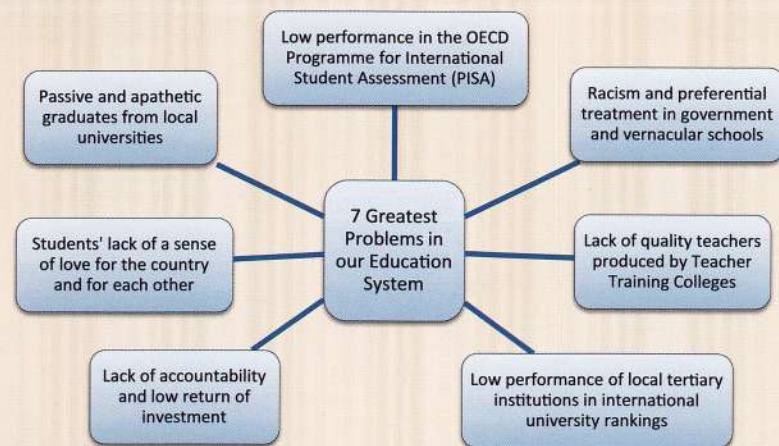 Low performance in the OECD
Programme for International
Student Assessment (PISA)
Racism and preferential
treatment in government
and vernacular schools
Lack of quality teachers
produced by Teacher
Training Colleges
Low performance of local tertiary
institutions in international
university rankings
Lack of accountability
and low return of
investment
Students' lack of a sense
of love for the country
and for each other
Passive and apathetic
graduates from local
universities
7 Greatest
Problems in
our Education
System